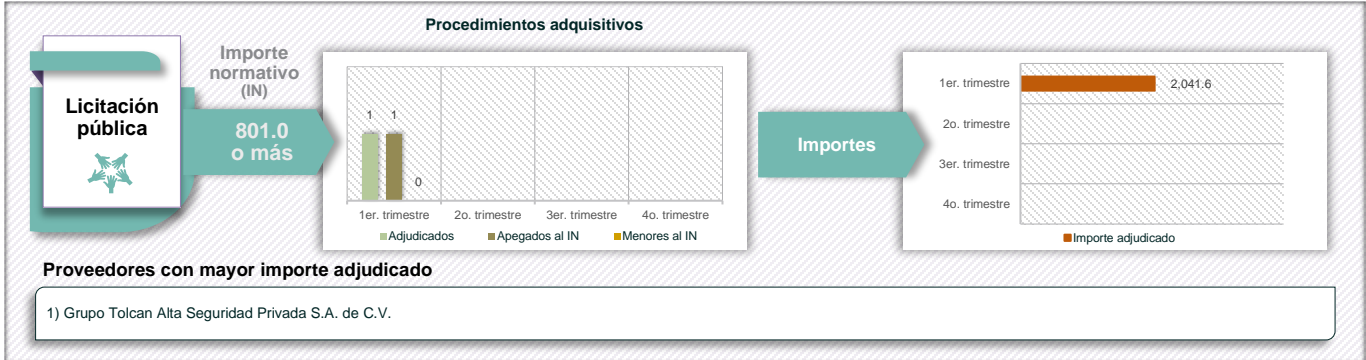 Procedimientos adquisitivos
Licitación
pública
Importe
normativo
(IN)
801.0
o más
1 1
0
1er. trimestre 2o. trimestre 3er. trimestre 4o. trimestre
Adjudicados Apegados al IN Menores al IN
Importes
1er. trimestre 2,041.6
2o. trimestre
3er. trimestre
4o. trimestre
Importe adjudicado
Proveedores con mayor importe adjudicado
1) Grupo Tolcan Alta Seguridad Privada S.A. de C.V.